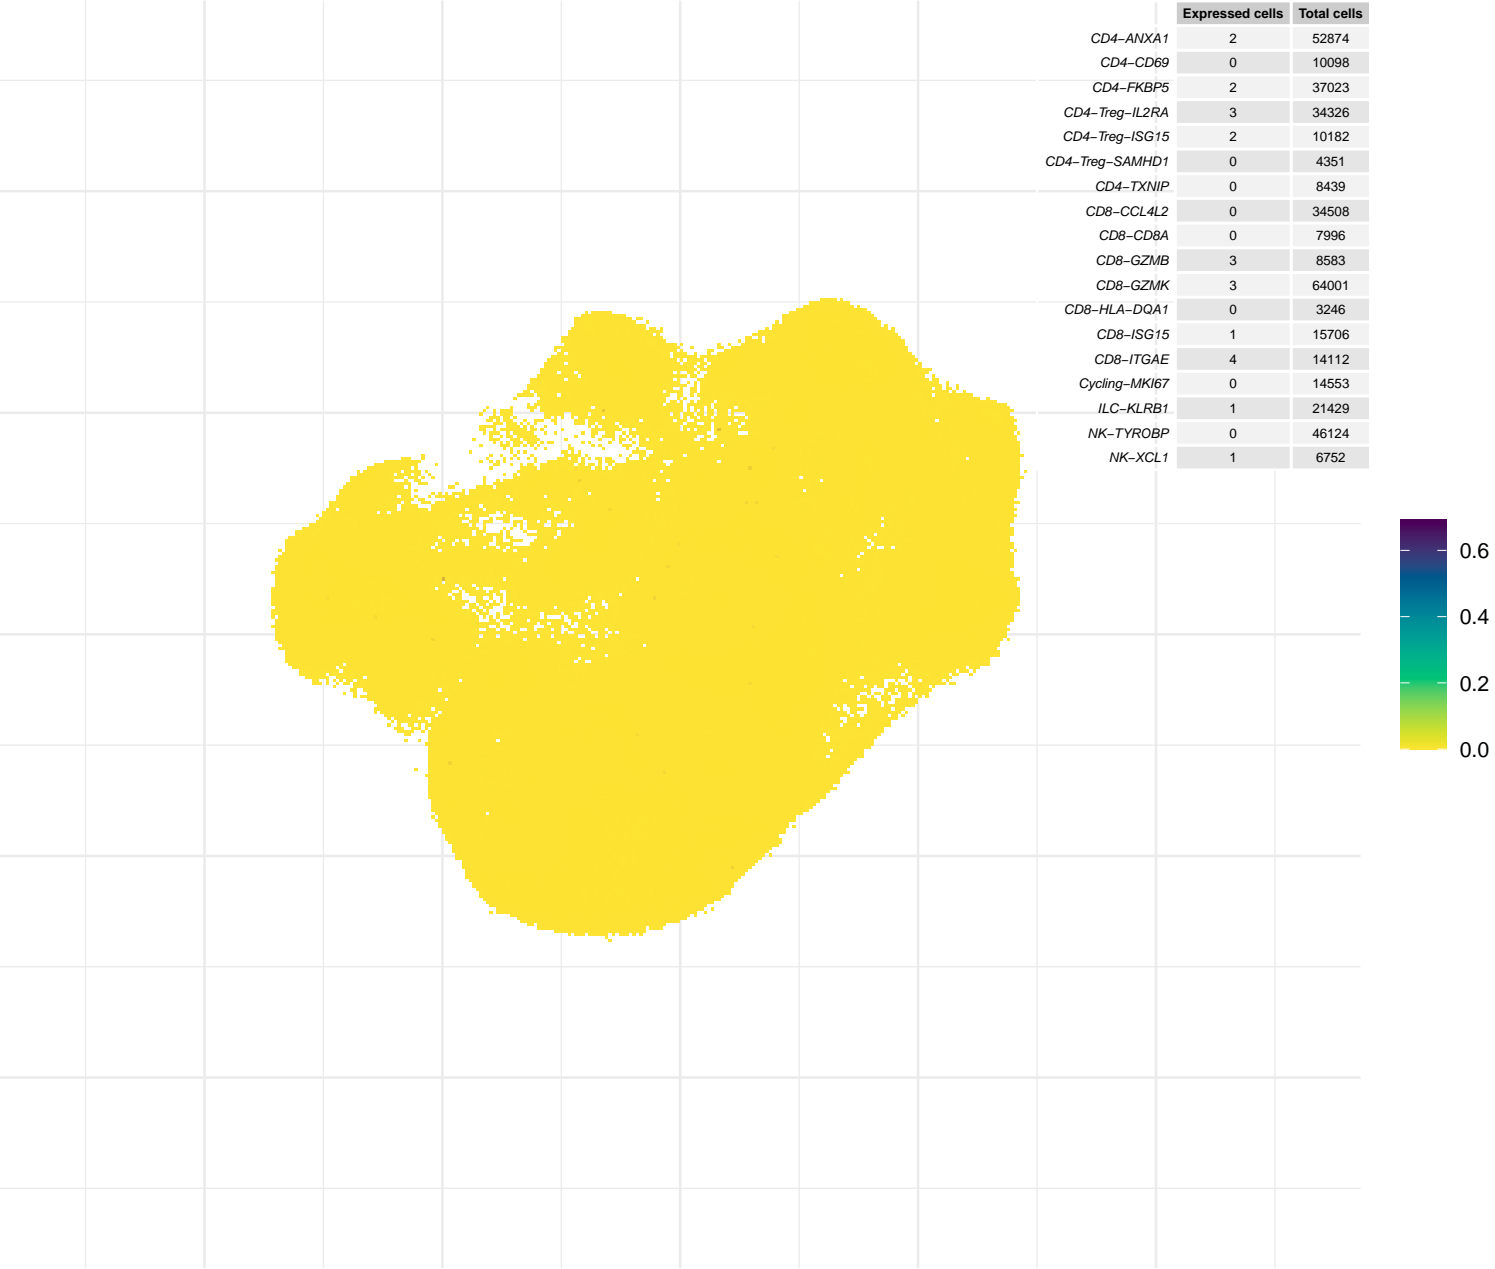 Expressed cells Total cells
CD4−ANXA1 2 52874
CD4−CD69 0 10098
CD4−FKBP5 2 37023
CD4−Treg−IL2RA 3 34326
CD4−Treg−ISG15 2 10182
CD4−Treg−SAMHD1 0 4351
CD4−TXNIP 0 8439
CD8−CCL4L2 0 34508
CD8−CD8A 0 7996
CD8−GZMB 3 8583
CD8−GZMK 3 64001
CD8−HLA−DQA1 0 3246
CD8−ISG15 1 15706
CD8−ITGAE 4 14112
Cycling−MKI67 0 14553
ILC−KLRB1 1 21429
NK−TYROBP 0 46124
NK−XCL1 1 6752
0.6
0.4
0.2
0.0